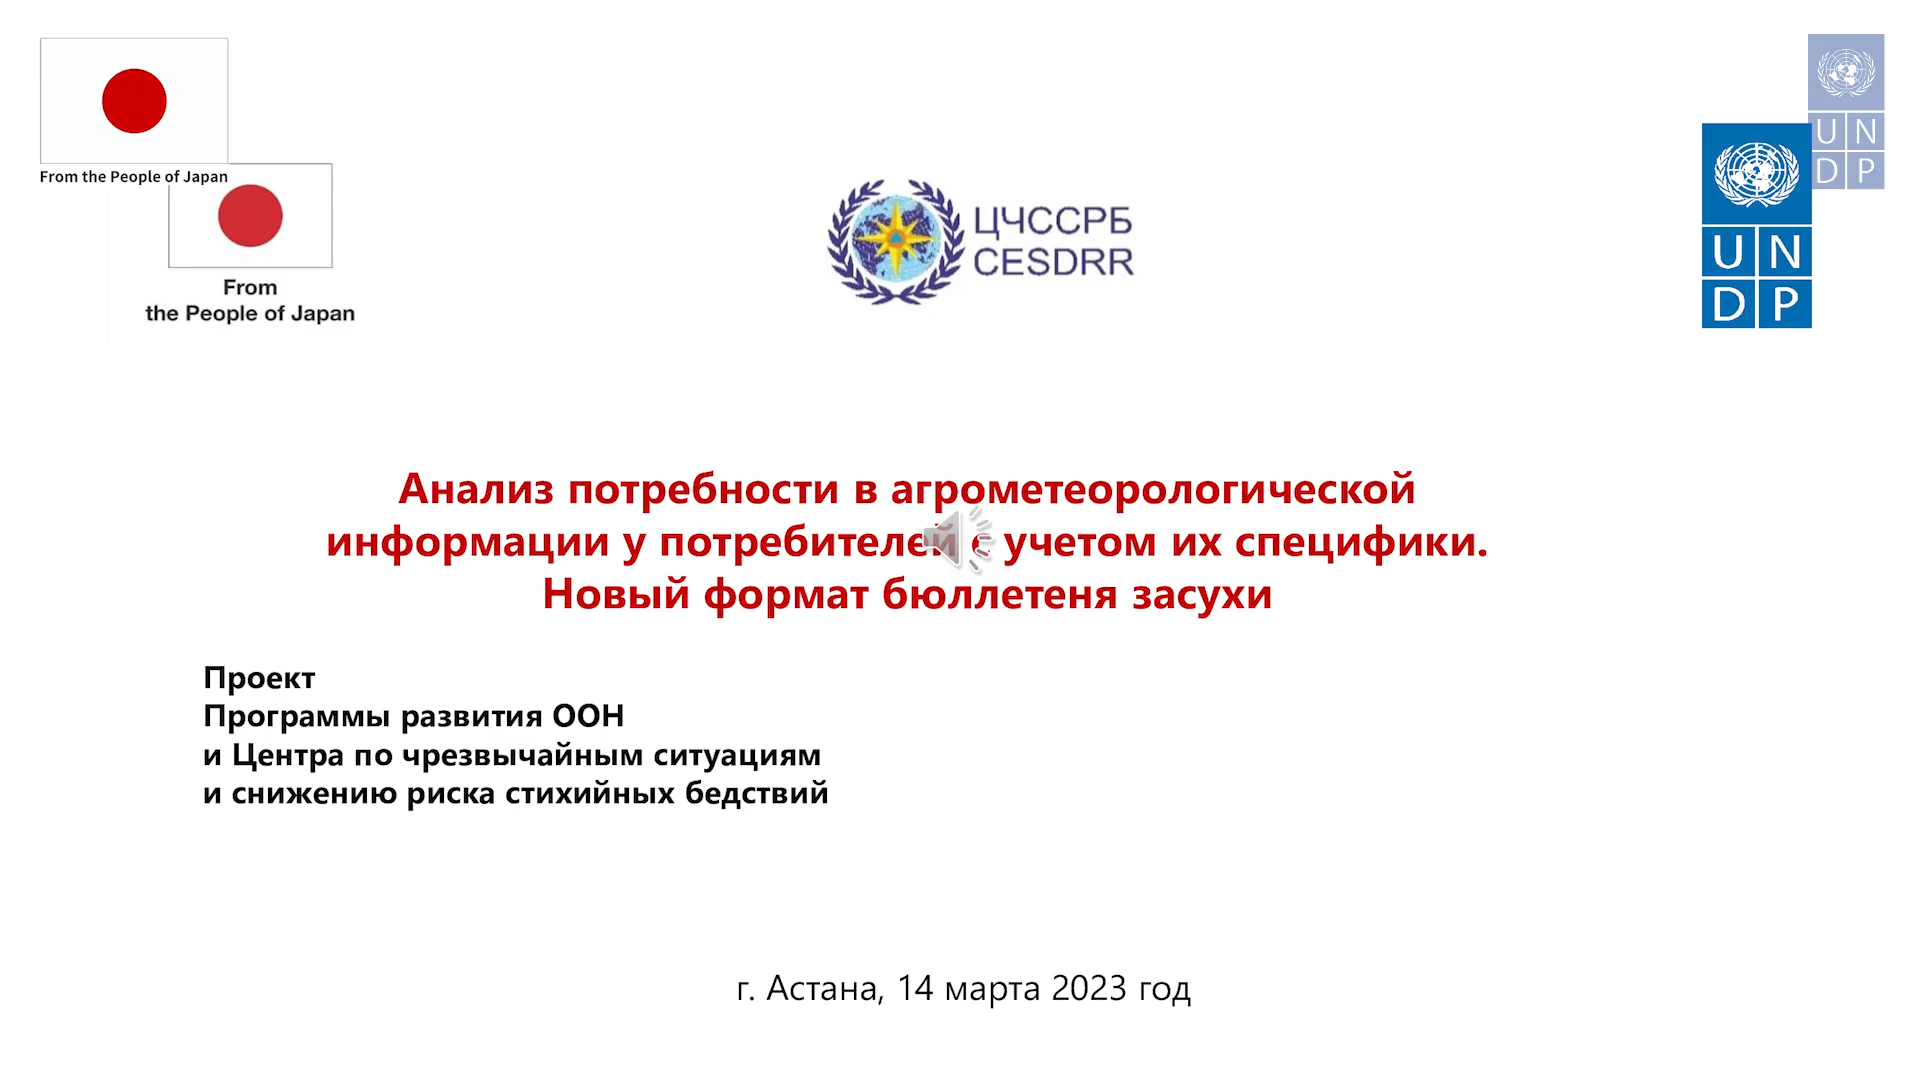 From the People of Japan
From
the People of Japan
ЦЧССРБ
CESDRR
U N
D P
U N
D P
Анализ потребности в агрометеорологической
информации у потребителей с учетом их специфики.
Новый формат бюллетеня засухи
Проект
Программы развития ООН
и Центра по чрезвычайным ситуациям
и снижению риска стихийных бедствий
г. Астана, 14 марта 2023 год